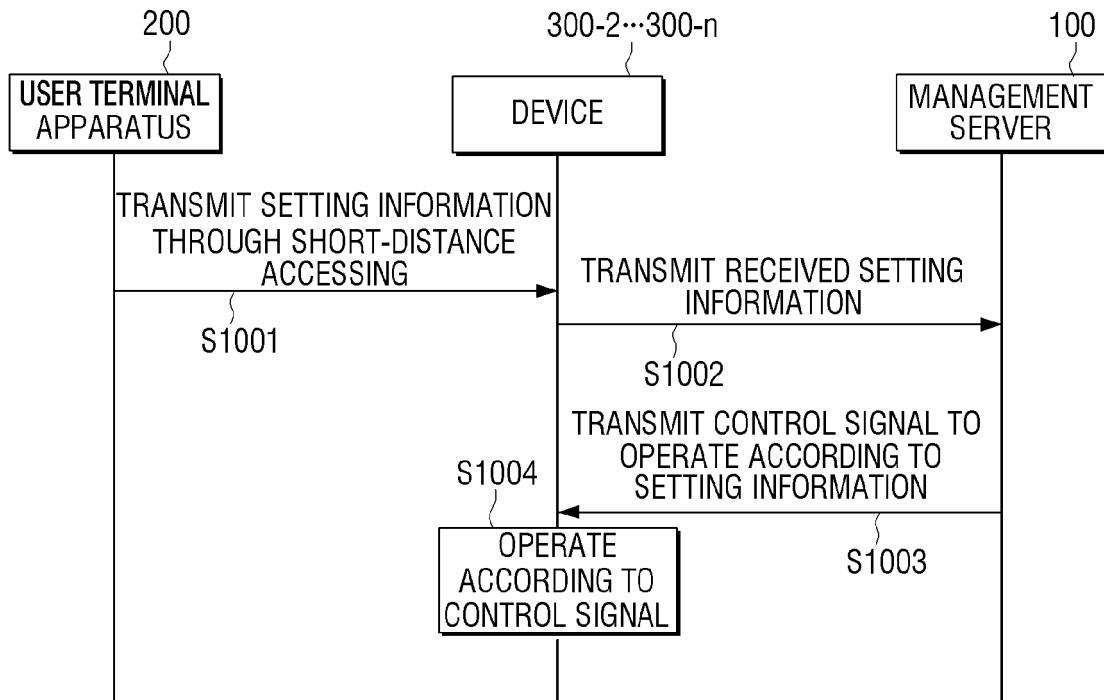 200
300-2···300-n
100
USER TERMINAL
APPARATUS
DEVICE
MANAGEMENT
SERVER
TRANSMIT SETTING INFORMATION
THROUGH SHORT-DISTANCE
ACCESSING
S1001
TRANSMIT RECEIVED SETTING
INFORMATION
S1002
TRANSMIT CONTROL SIGNAL TO
OPERATE ACCORDING TO
SETTING INFORMATION
S1003
S1004
OPERATE
ACCORDING TO
CONTROL SIGNAL